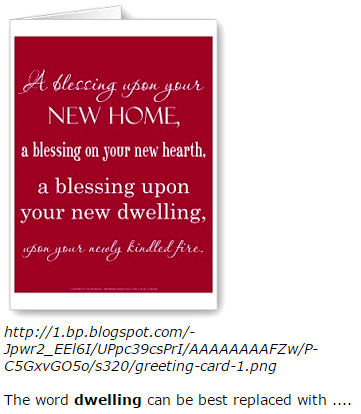 A blessing upon your
NEW HOME,
a blessing on your new hearth,
a blessing upon
your new dwelling,
upon your newly kindled fire.
http://1.bp.blogspot.com/-
Jpwr2_EEl6I/UPpc39csPrI/AAAAAAAAFZw/P-
C5GxvGO5o/s320/greeting-card-1.png
The word dwelling can be best replaced with ....